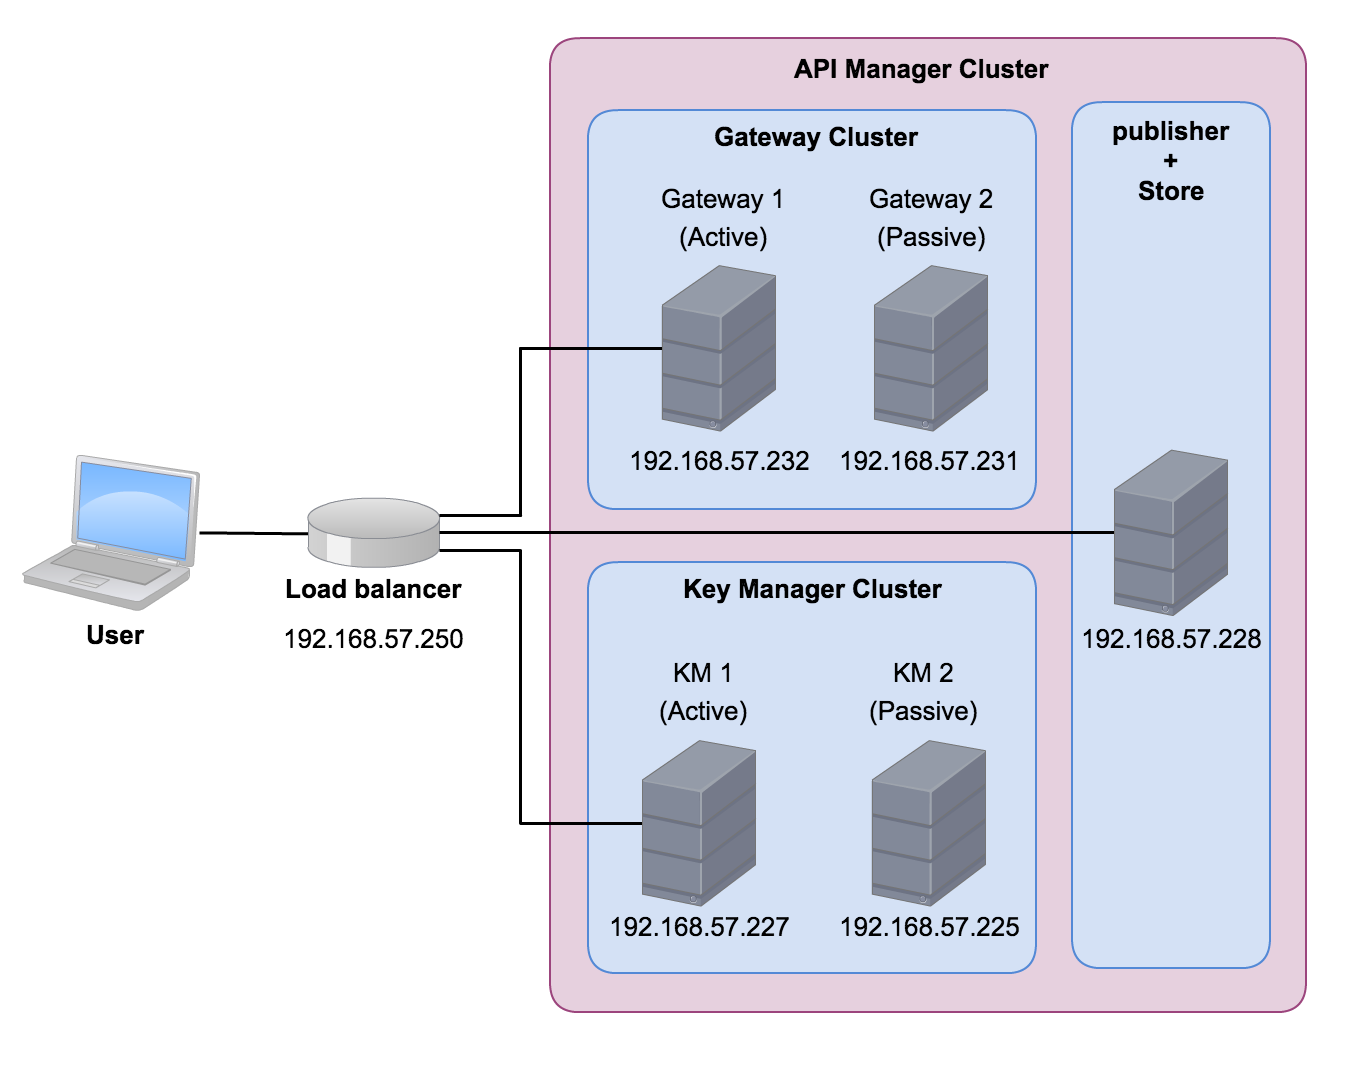 API Manager Cluster
Gateway Cluster
Gateway 1
(Active)
Gateway 2
(Passive)
192.168.57.232
192.168.57.231
publisher
+
Store
192.168.57.228
User
Load balancer
192.168.57.250
Key Manager Cluster
KM 1
(Active)
KM 2
(Passive)
192.168.57.227
192.168.57.225